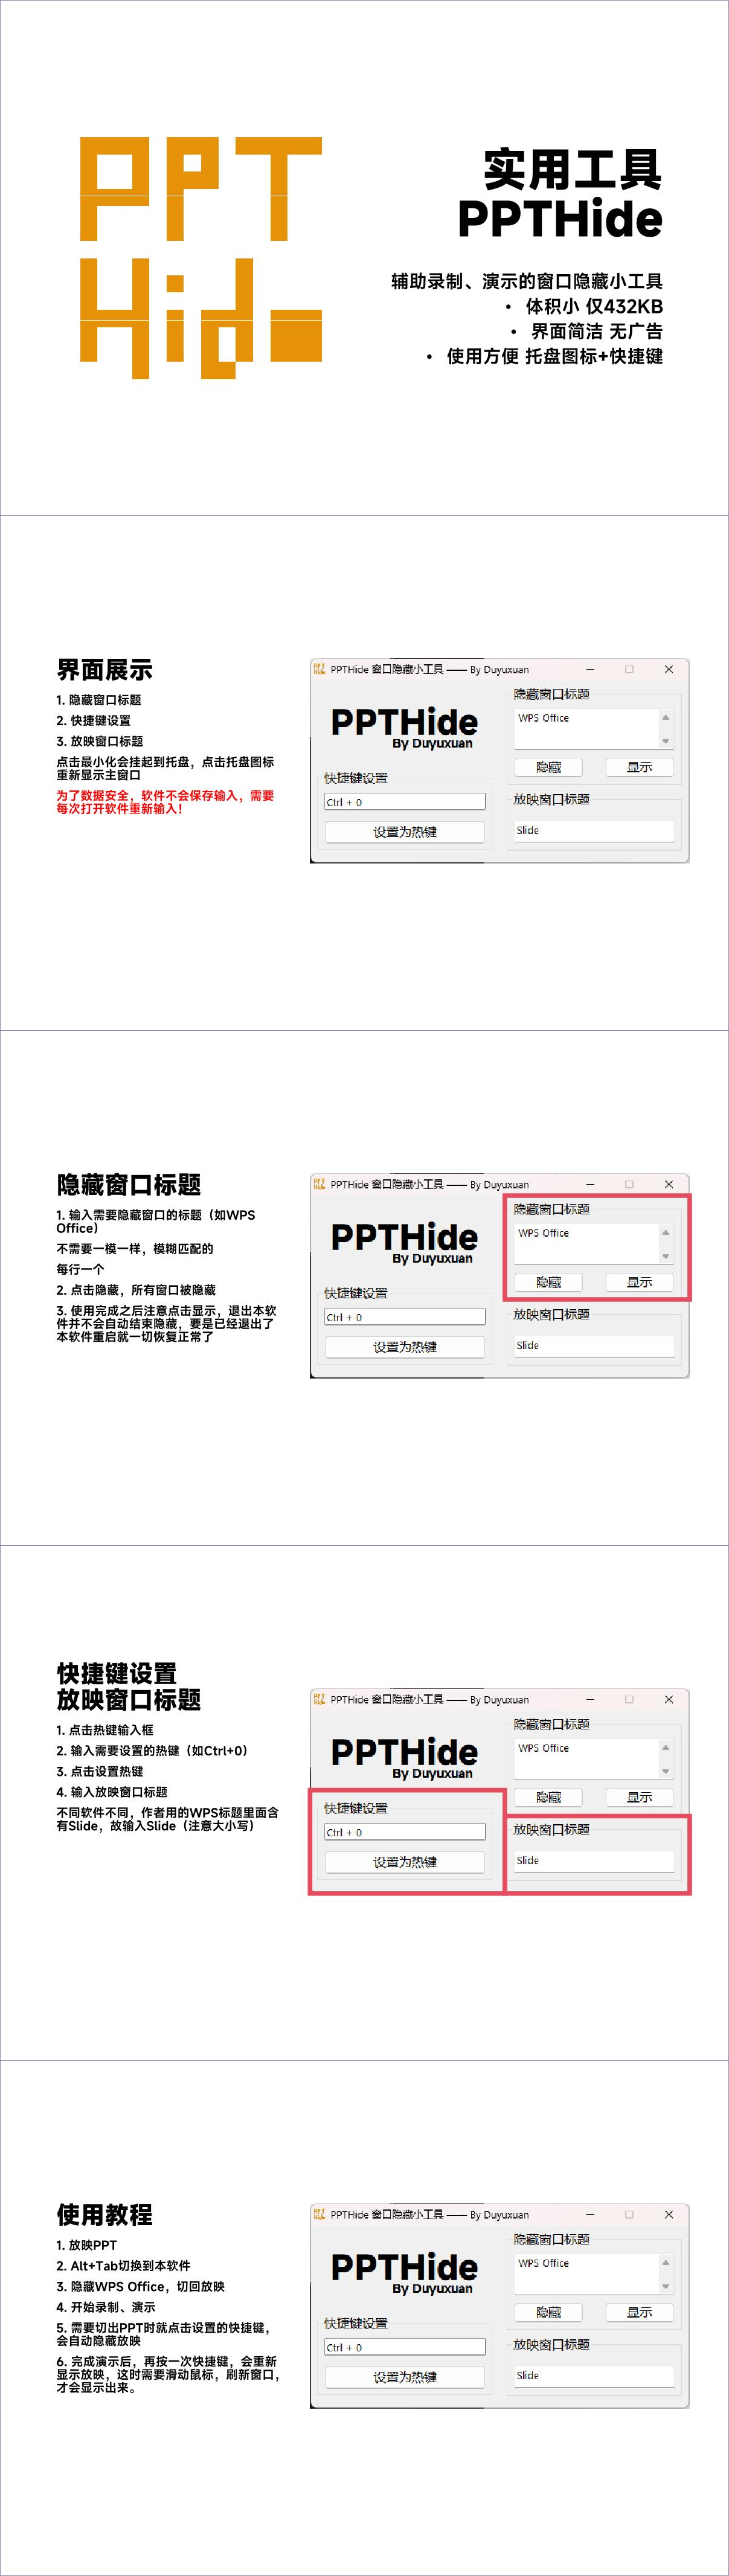 PPT
Hide
实用工具
PPTHide
辅助录制、演示的窗口隐藏小工具
• 体积小 仅432KB
• 界面简洁 无广告
• 使用方便 托盘图标+快捷键
界面展示
1. 隐藏窗口标题
2. 快捷键设置
3. 放映窗口标题
点击最小化会挂起到托盘，点击托盘图标
重新显示主窗口
为了数据安全，软件不会保存输入，需要
每次打开软件重新输入！
PPT Hide PPTHide 窗口隐藏小工具 —— By Duyuxuan
PPTHide
By Duyuxuan
快捷键设置
Ctrl + 0
设置为热键
隐藏窗口标题
WPS Office
隐藏 显示
放映窗口标题
Slide
隐藏窗口标题
1. 输入需要隐藏窗口的标题（如WPS
Office）
不需要一模一样，模糊匹配的
每行一个
2. 点击隐藏，所有窗口被隐藏
3. 使用完成之后注意点击显示，退出本软
件并不会自动结束隐藏，要是已经退出了
本软件重启就一切恢复正常了
PPT Hide PPTHide 窗口隐藏小工具 —— By Duyuxuan
PPTHide
By Duyuxuan
快捷键设置
Ctrl + 0
设置为热键
隐藏窗口标题
WPS Office
隐藏 显示
放映窗口标题
Slide
快捷键设置
放映窗口标题
1. 点击热键输入框
2. 输入需要设置的热键（如Ctrl+0）
3. 点击设置热键
4. 输入放映窗口标题
不同软件不同，作者用的WPS标题里面含
有Slide，故输入Slide（注意大小写）
PPT Hide PPTHide 窗口隐藏小工具 —— By Duyuxuan
PPTHide
By Duyuxuan
快捷键设置
Ctrl + 0
设置为热键
隐藏窗口标题
WPS Office
隐藏 显示
放映窗口标题
Slide
使用教程
1. 放映PPT
2. Alt+Tab切换到本软件
3. 隐藏WPS Office，切回放映
4. 开始录制、演示
5. 需要切出PPT时就点击设置的快捷键，
会自动隐藏放映
6. 完成演示后，再按一次快捷键，会重新
显示放映，这时需要滑动鼠标，刷新窗口，
才会显示出来。
PPT Hide PPTHide 窗口隐藏小工具 —— By Duyuxuan
PPTHide
By Duyuxuan
快捷键设置
Ctrl + 0
设置为热键
隐藏窗口标题
WPS Office
隐藏 显示
放映窗口标题
Slide